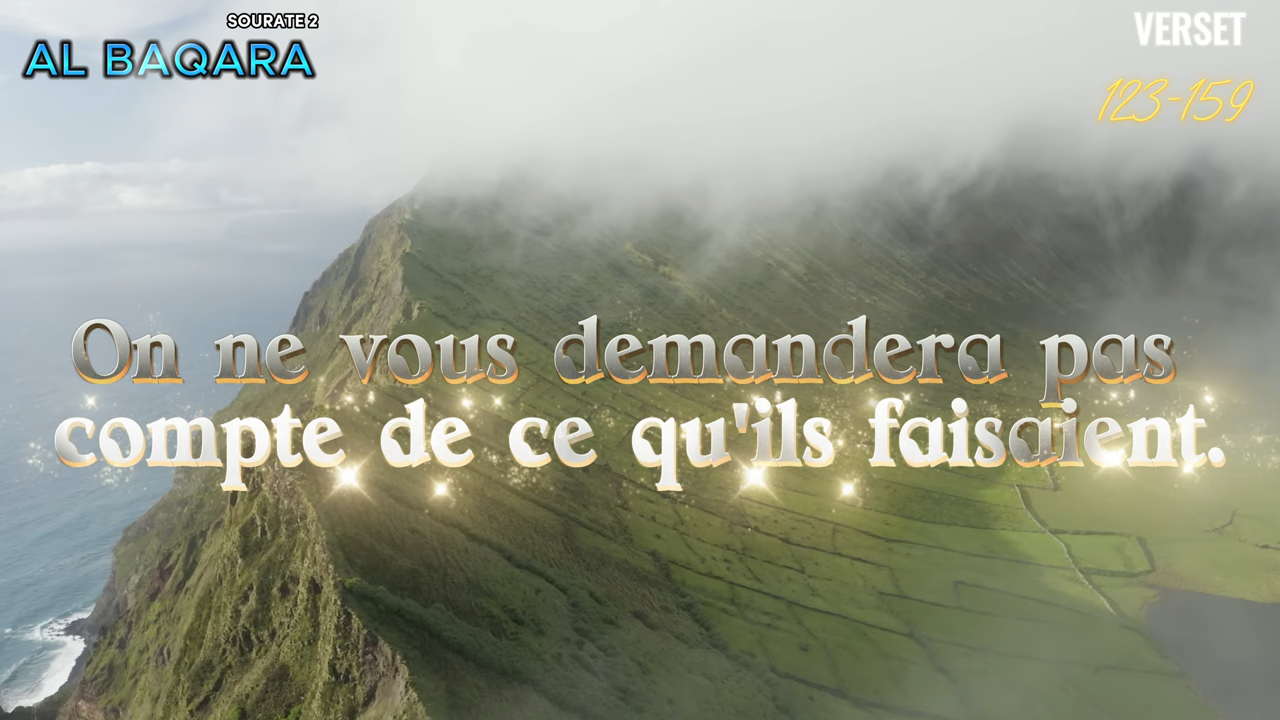 SOURATE 2
AL BAQARA
VERSET
123-159
On ne vous demandera pas
compte de ce qu'ils faisaient.